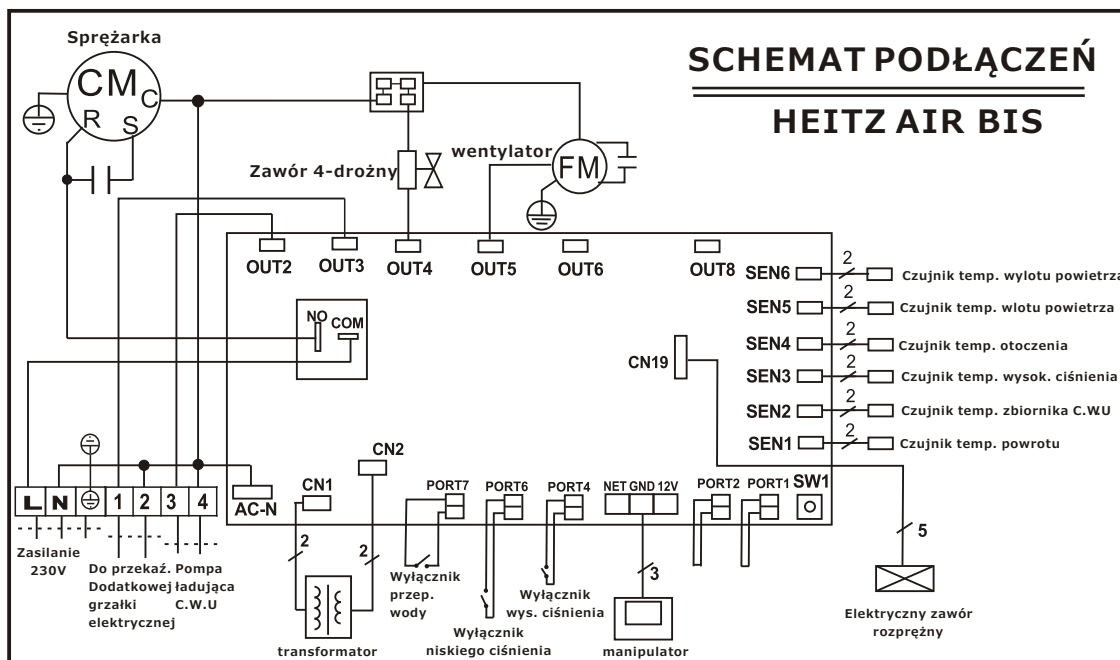 SCHEMAT PODŁĄCZEŃ
HEITZ AIR BIS
Sprężarka
CM
C
R
S
Zawór 4-drożny
wentylator
FM
OUT2
OUT3
OUT4
OUT5
OUT6
OUT8
NO
COM
CN19
SEN6
2
Czujnik temp. wylotu powietrza
SEN5
2
Czujnik temp. wlotu powietrza
SEN4
2
Czujnik temp. otoczenia
SEN3
2
Czujnik temp. wysok. ciśnienia
SEN2
2
Czujnik temp. zbiornika C.W.U
SEN1
2
Czujnik temp. powrotu
L
N
1
2
3
4
AC-N
CN1
CN2
PORT7
PORT6
PORT4
NET GND 12V
PORT2
PORT1
SW1
2
2
3
5
Zasilanie
230V
Do przekaź.
Dodatkowej
grzałki
elektrycznej
Pompa
ładująca
C.W.U
transformator
Wyłącznik
przep.
wody
Wyłącznik
niskiego ciśnienia
Wyłącznik
wys. ciśnienia
manipulator
Elektryczny zawór
rozprężny